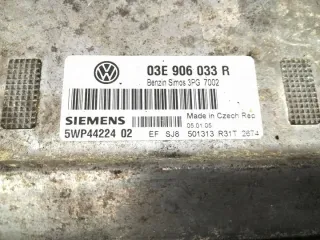 03E 906 033 R
Benzin Simos 3PG 7002
SIEMENS
Made in Czech Rep
05 01 05
5WP44224 02
EF SJ8 501313 R31T 2874